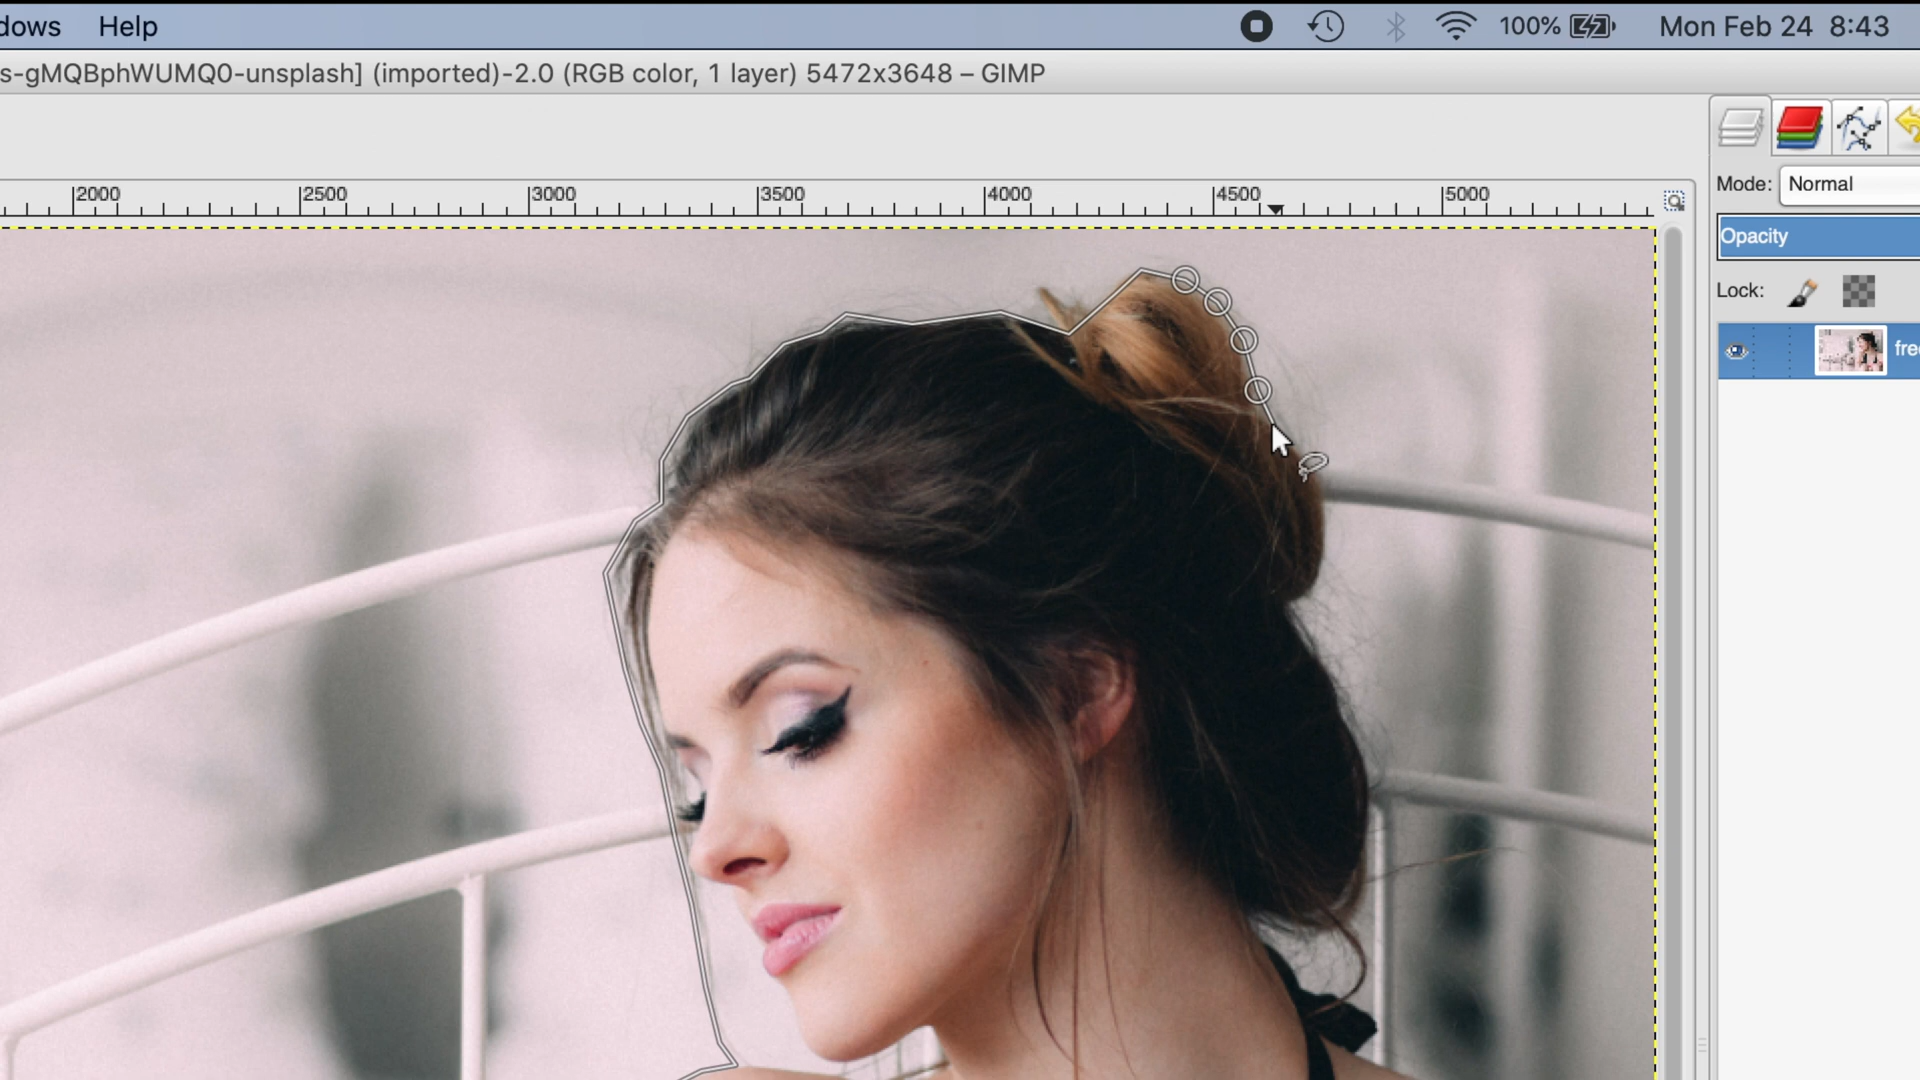 dows Help 100% Mon Feb 24 8:43
s-gMQBphWUMQ0-unsplash] (imported)-2.0 (RGB color, 1 layer) 5472x3648 – GIMP
2000 2500 3000 3500 4000 4500 5000
Mode: Normal
Opacity
Lock:
fre